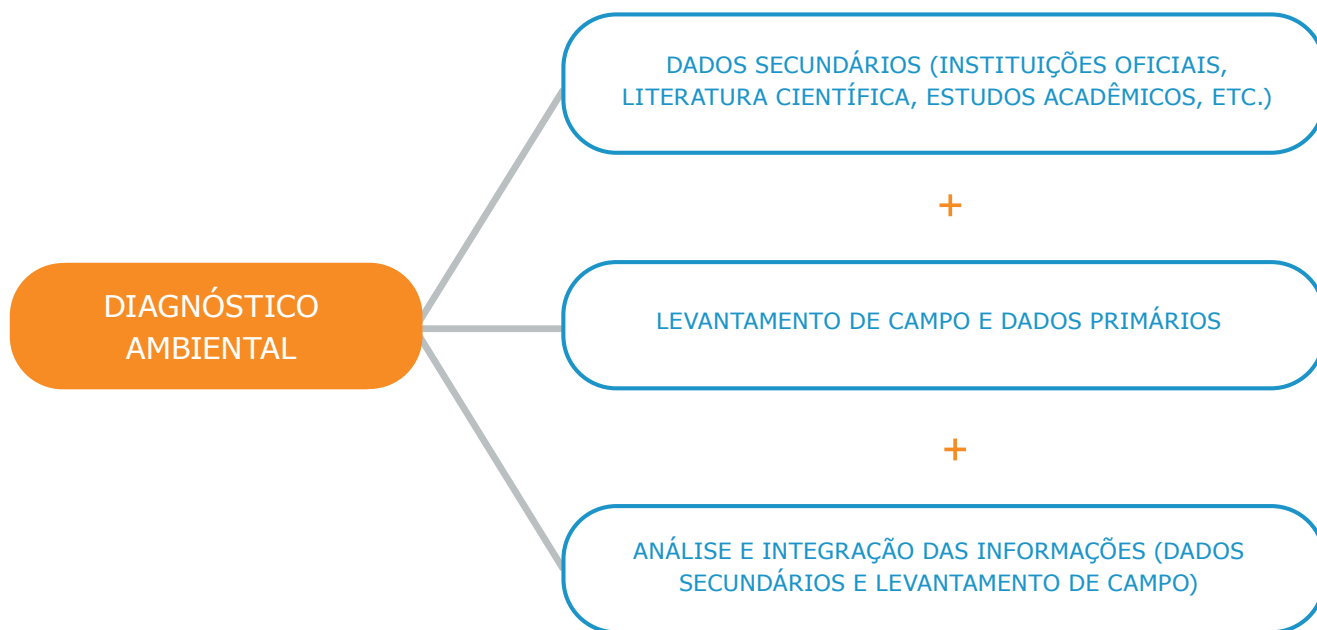 DADOS SECUNDÁRIOS (INSTITUIÇÕES OFICIAIS,
LITERATURA CIENTÍFICA, ESTUDOS ACADÊMICOS, ETC.)
+
DIAGNÓSTICO
AMBIENTAL
LEVANTAMENTO DE CAMPO E DADOS PRIMÁRIOS
+
ANÁLISE E INTEGRAÇÃO DAS INFORMAÇÕES (DADOS
SECUNDÁRIOS E LEVANTAMENTO DE CAMPO)